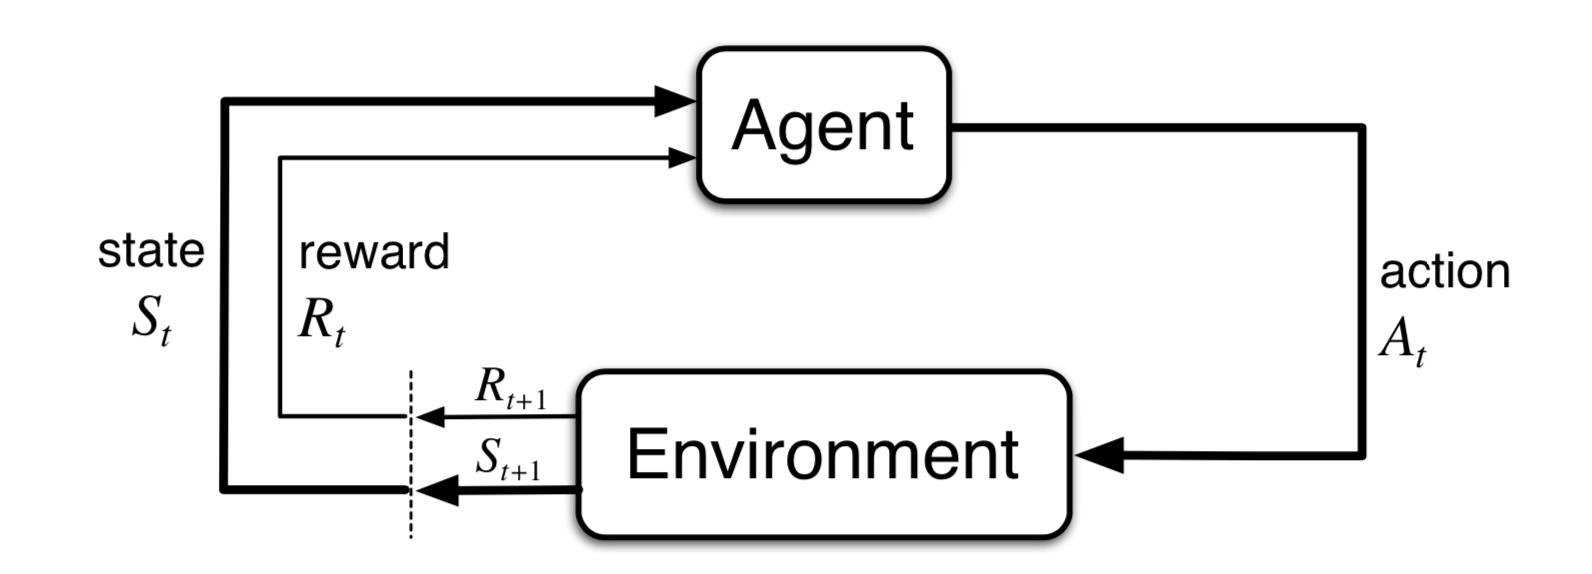 Agent
state
S_t
reward
R_t
action
A_t
R_{t+1}
S_{t+1}
Environment